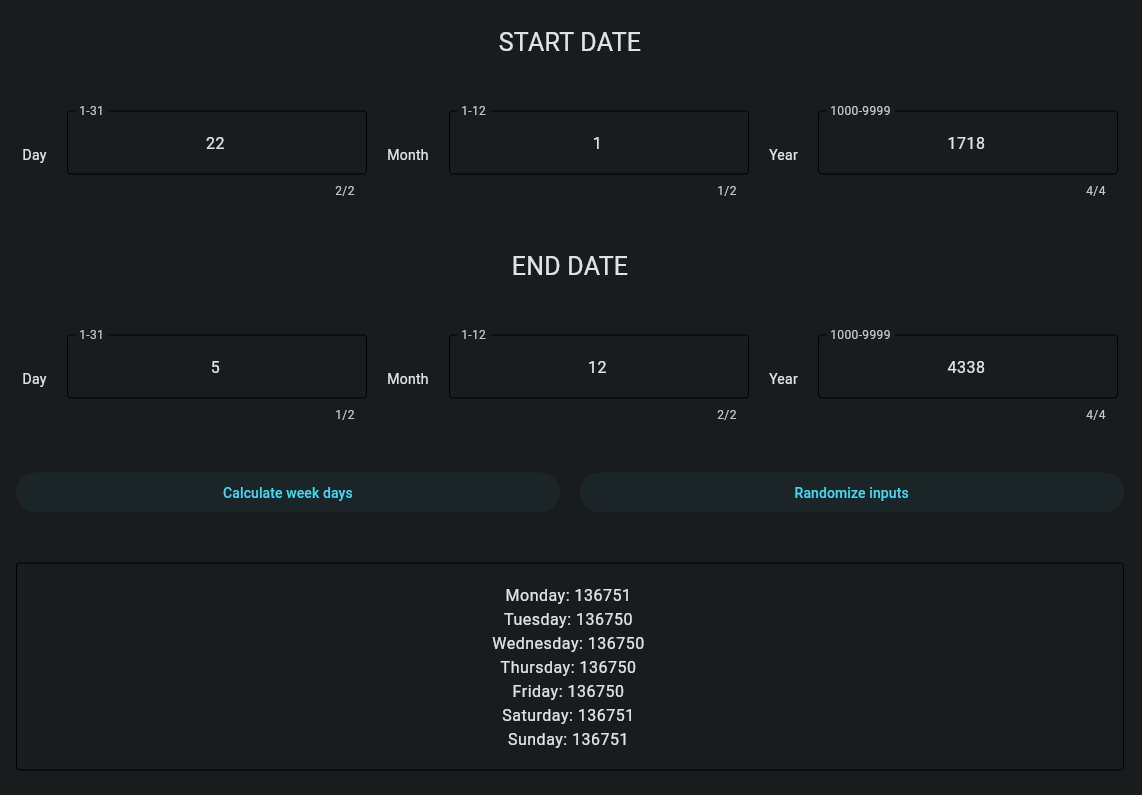 START DATE
1-31 1-12 1000-9999
Day 22 Month 1 Year 1718
2/2 1/2 4/4
END DATE
1-31 1-12 1000-9999
Day 5 Month 12 Year 4338
1/2 2/2 4/4
Calculate week days Randomize inputs
Monday: 136751
Tuesday: 136750
Wednesday: 136750
Thursday: 136750
Friday: 136750
Saturday: 136751
Sunday: 136751